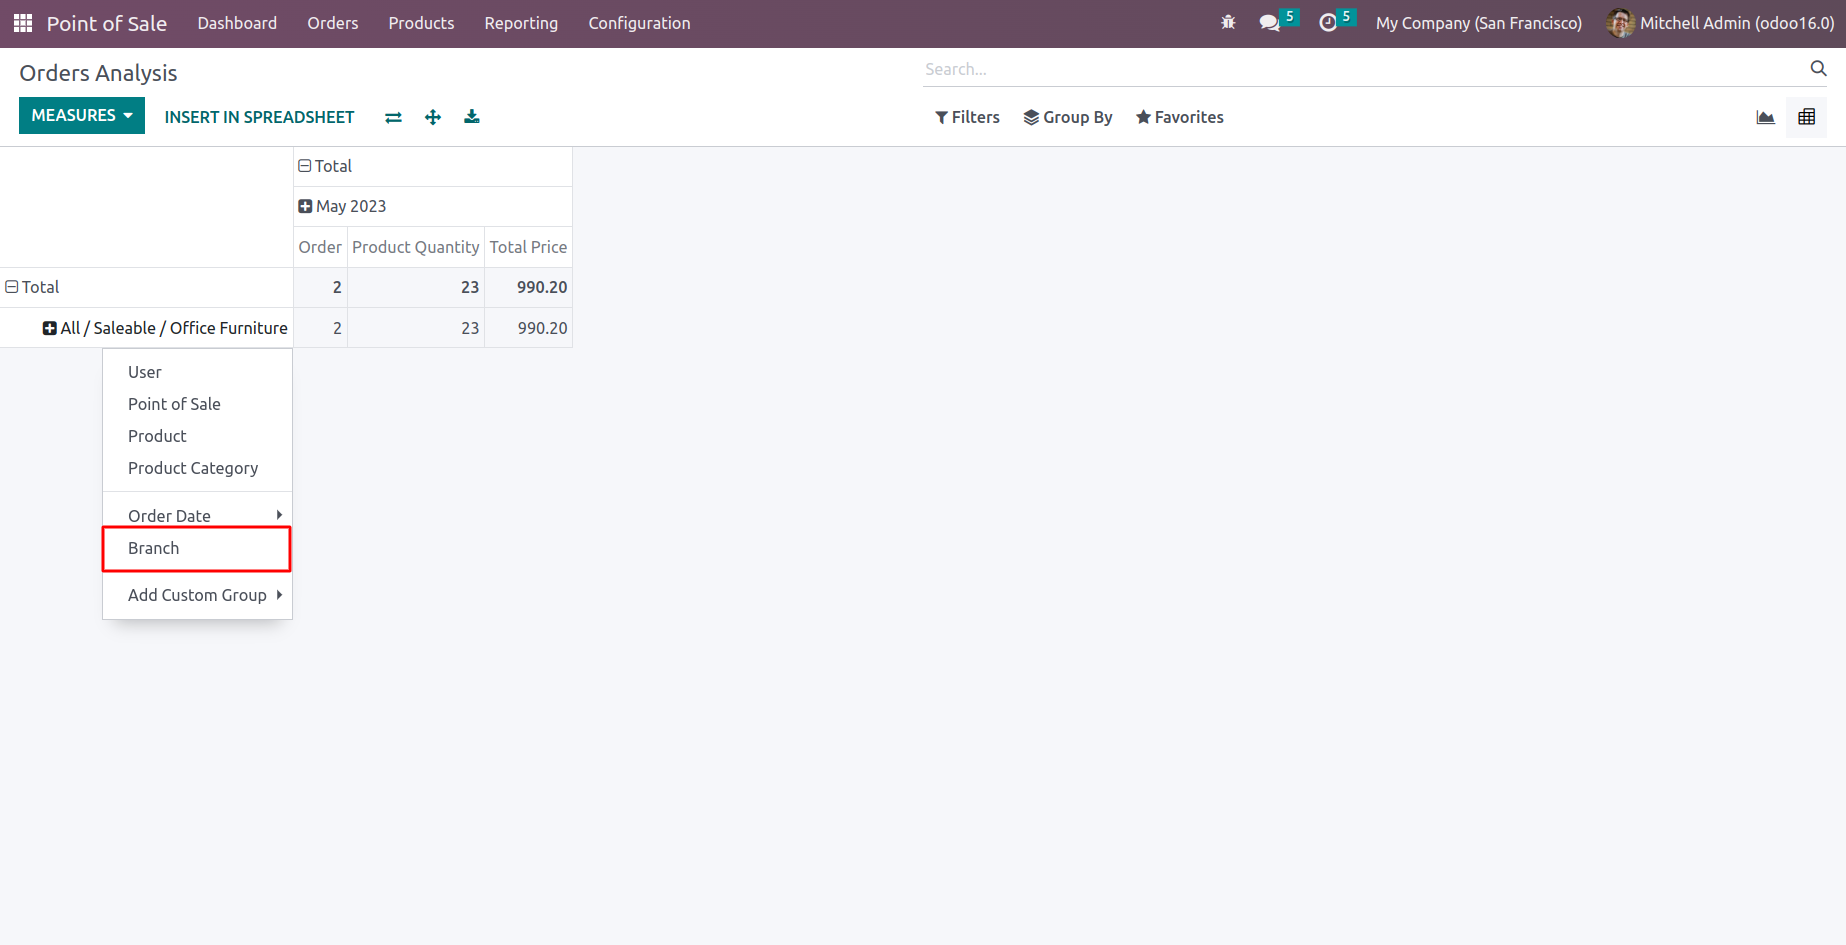 Point of Sale Dashboard Orders Products Reporting Configuration 5 5 My Company (San Francisco) Mitchell Admin (odoo16.0)
Orders Analysis
Search...
MEASURES INSERT IN SPREADSHEET Filters Group By Favorites
Total
May 2023
Order Product Quantity Total Price
Total 2 23 990.20
All / Saleable / Office Furniture 2 23 990.20
User
Point of Sale
Product
Product Category
Order Date
Branch
Add Custom Group